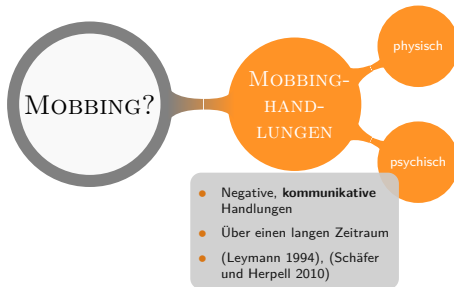 MOBBING?
MOBBING-
HAND-
LUNGEN
physisch
psychisch
Negative, kommunikative
Handlungen
Über einen langen Zeitraum
(Leymann 1994), (Schäfer
und Herpell 2010)